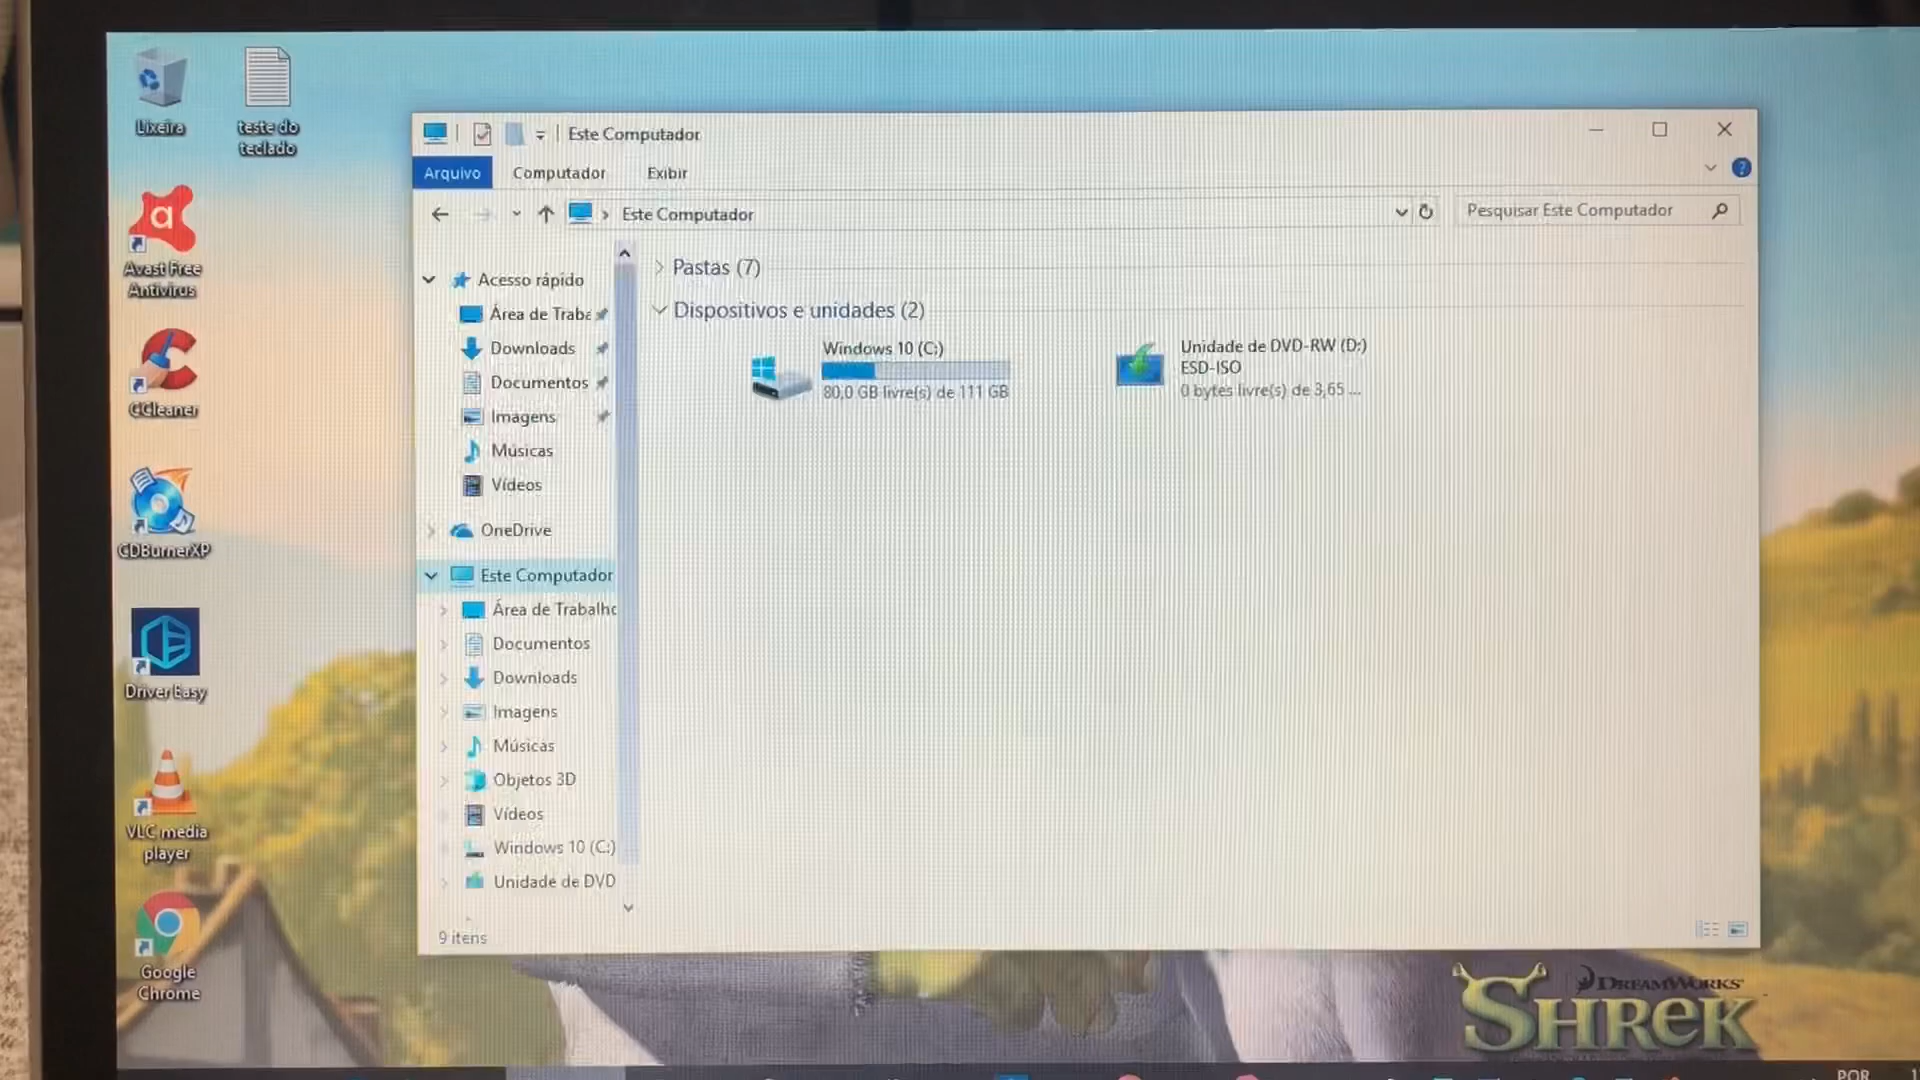 Lixeira
teste do
teclado
Avast Free
Antivirus
CCleaner
CDBurnerXP
DriverEasy
VLC media
player
Google
Chrome
Este Computador
Arquivo
Computador
Exibir
Este Computador
Pesquisar Este Computador
Acesso rápido
Área de Traba
Downloads
Documentos
Imagens
Músicas
Vídeos
OneDrive
Este Computador
Área de Trabalho
Documentos
Downloads
Imagens
Músicas
Objetos 3D
Vídeos
Windows 10 (C:)
Unidade de DVD
Pastas (7)
Dispositivos e unidades (2)
Windows 10 (C:)
80,0 GB livre(s) de 111 GB
Unidade de DVD-RW (D:)
ESD-ISO
0 bytes livre(s) de 3,65 ...
9 itens
DREAMWORKS
SHREK
POR